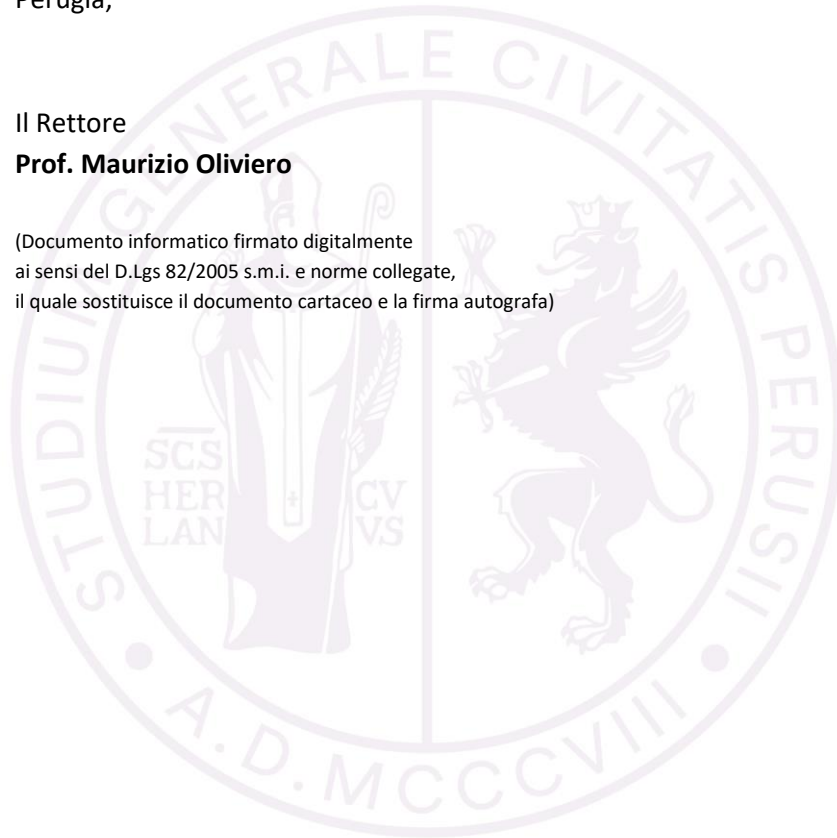 Perugia,
Il Rettore
Prof. Maurizio Oliviero
(Documento informatico firmato digitalmente
ai sensi del D.Lgs 82/2005 s.m.i. e norme collegate,
il quale sostituisce il documento cartaceo e la firma autografa)
STUDIUM GENERALE CIVITATIS PERUSII
SCS
HER
LAN
CV
VS
A.D. MCCCVIII